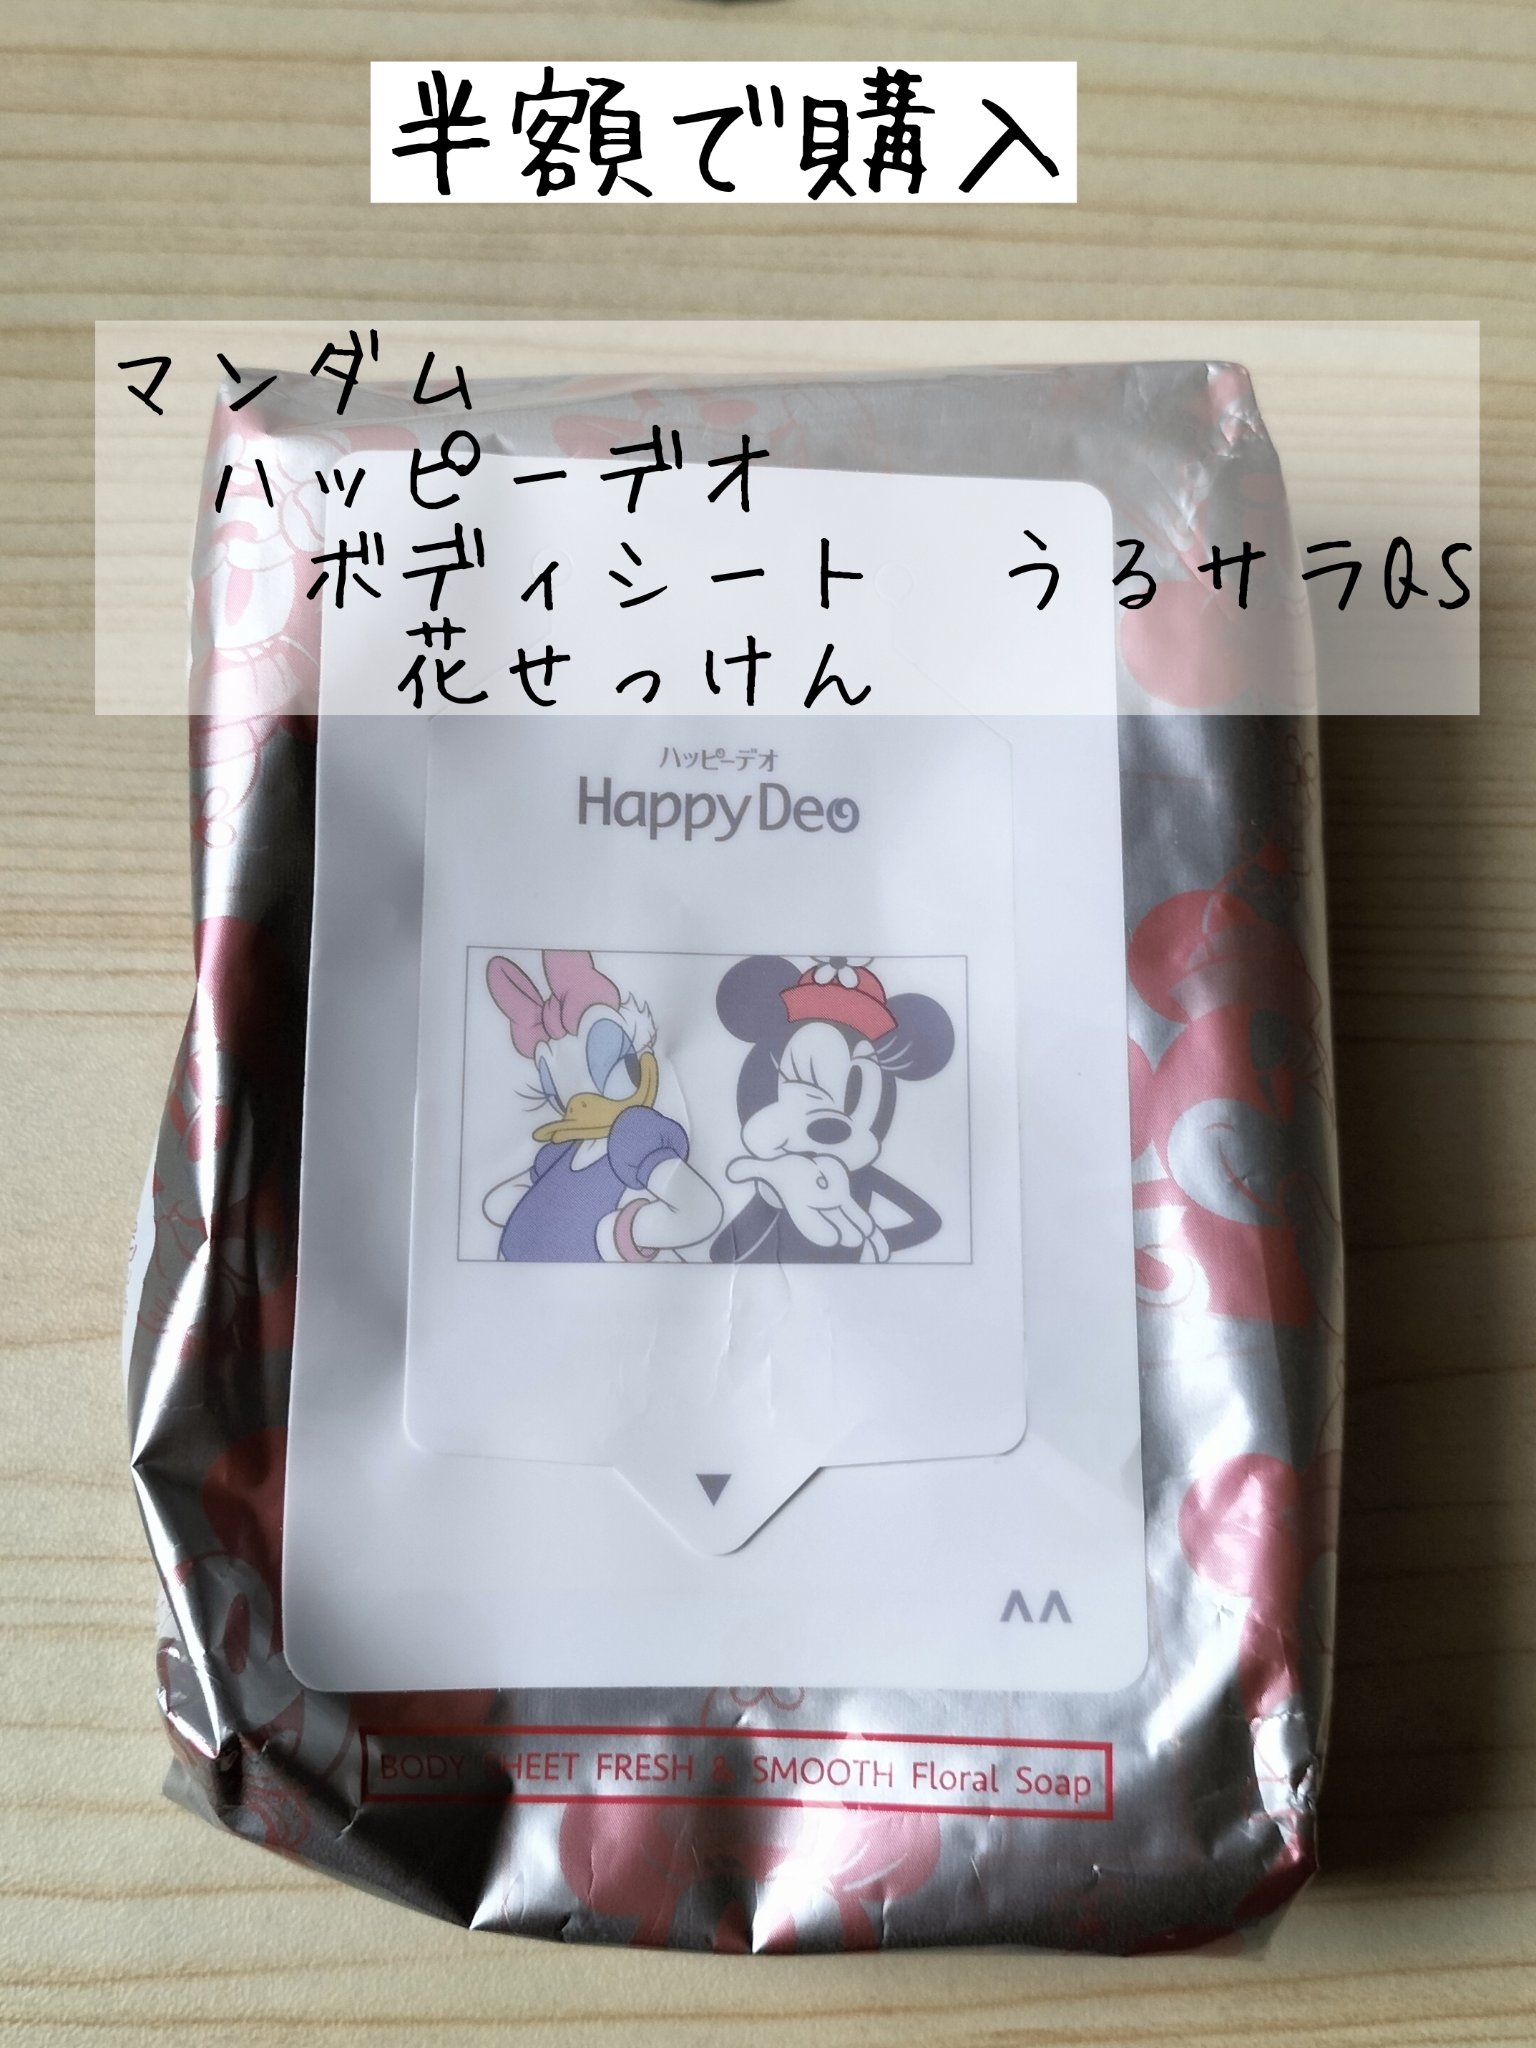 半額で購入
マンダム
ハッピーデオ
ボディシート うるサラQS
花せっけん
ハッピーデオ
Happy Deo
BODY SHEET FRESH & SMOOTH Floral Soap